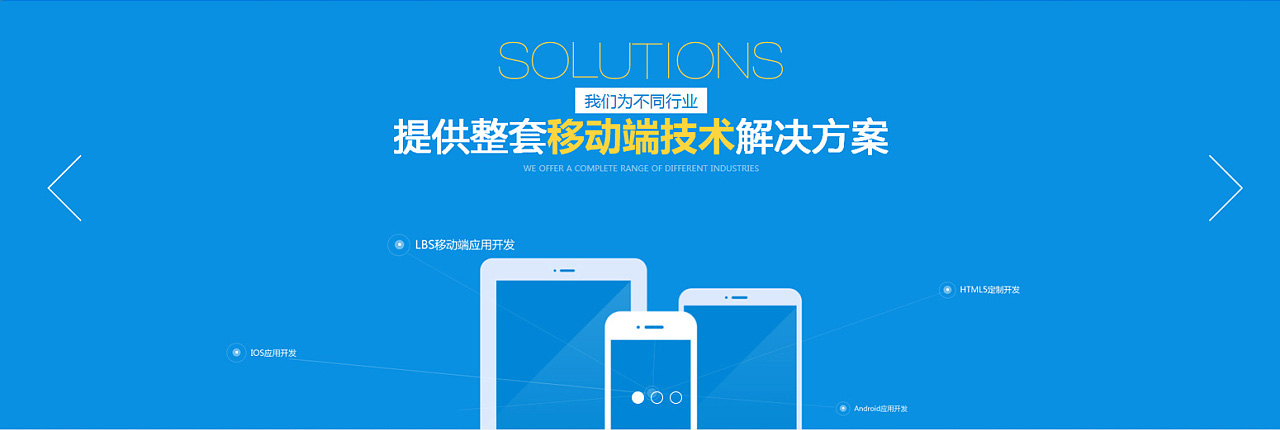 SOLUTIONS
我们为不同行业
提供整套移动端技术解决方案
WE OFFER A COMPLETE RANGE OF DIFFERENT INDUSTRIES
LBS移动端应用开发
HTML5定制开发
IOS应用开发
Android应用开发